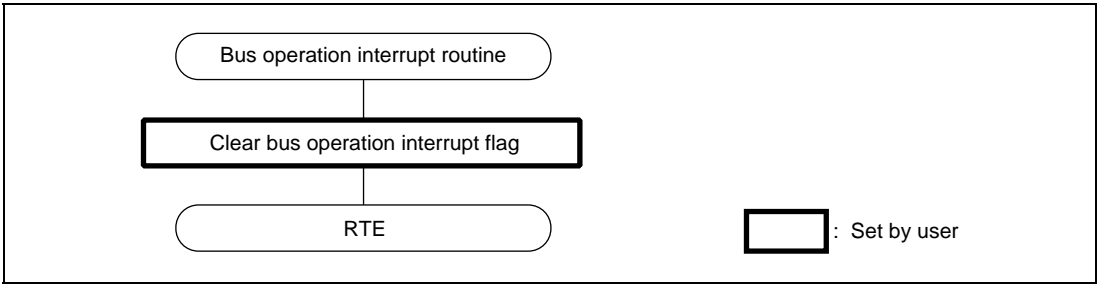 Bus operation interrupt routine
Clear bus operation interrupt flag
RTE
: Set by user